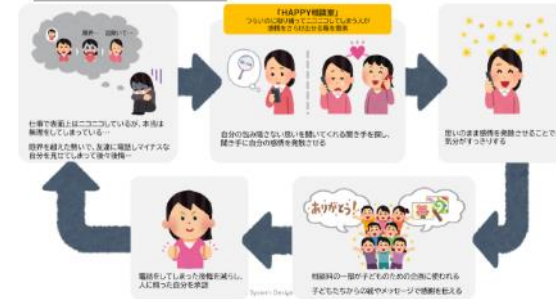 限界…
「HAPPY相談室」
つらいのに取り繕ってニコニコしてしまう人が
感情をさらけ出せる場を提供
仕事で表面上はニコニコしているが、本当は
無理をしてしまっている…
限界を超えた勢いで、友達に電話しマイナスな
自分を見せてしまって後々後悔…
自分の包み隠さない思いを聞いてくれる聞き手を探し、
聞き手に自分の感情を発散させる
思いのまま感情を発散させることで
気分がすっきりする
ありがとう!
電話をしてしまった後悔を減らし、
人に頼った自分を承認
相談料の一部が子どものための企画に使われる
子どもたちからの絵やメッセージで感謝を伝える